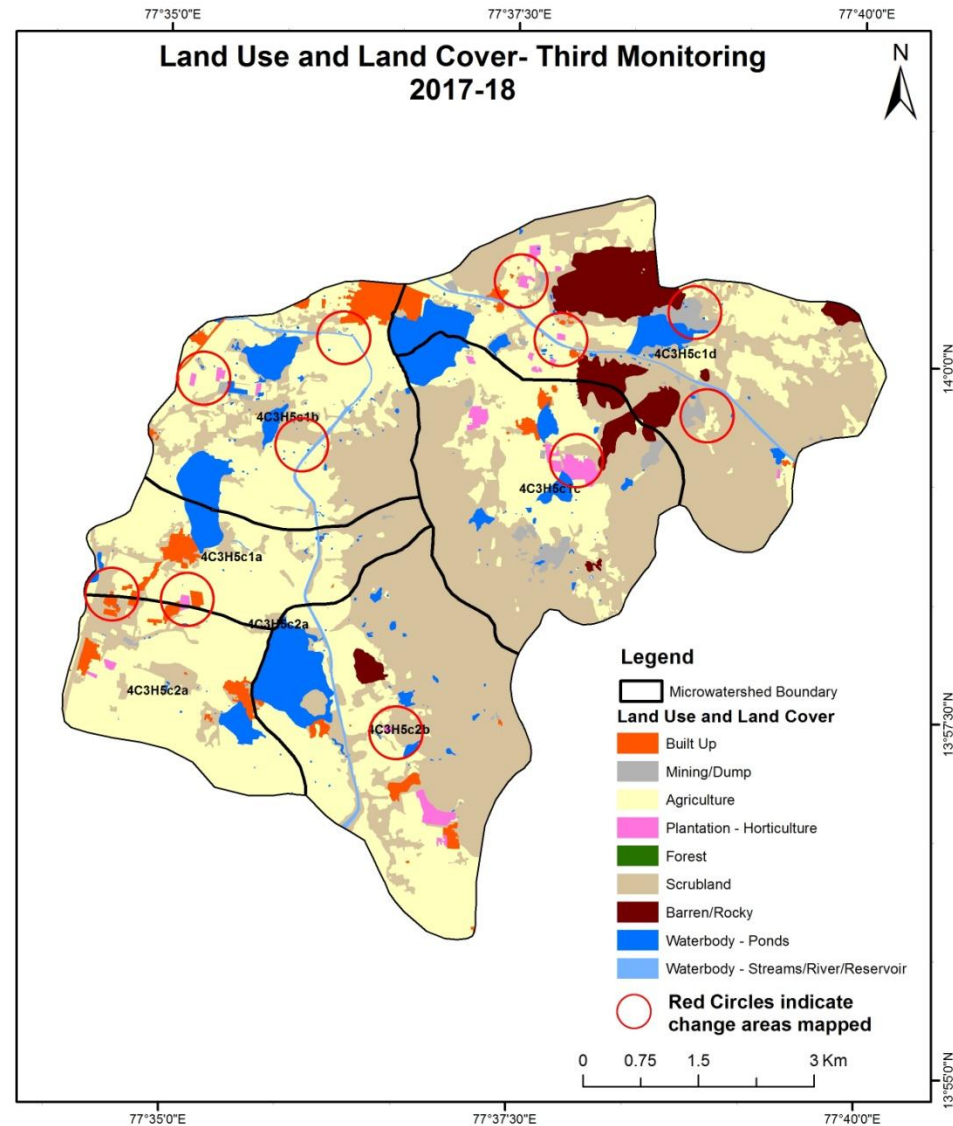 77°35'0"E
77°37'30"E
77°40'0"E
Land Use and Land Cover- Third Monitoring
2017-18
N
4C3H5c1d
14°0'0"N
14°0'0"N
4C3H5c1b
4C3H5c1c
4C3H5c1a
4C3H5c2a
4C3H5c2a
4C3H5c2b
Legend
Microwatershed Boundary
Land Use and Land Cover
Built Up
Mining/Dump
Agriculture
Plantation - Horticulture
Forest
Scrubland
Barren/Rocky
Waterbody - Ponds
Waterbody - Streams/River/Reservoir
Red Circles indicate
change areas mapped
0 0.75 1.5 3 Km
13°57'30"N
13°55'0"N
77°35'0"E
77°37'30"E
77°40'0"E